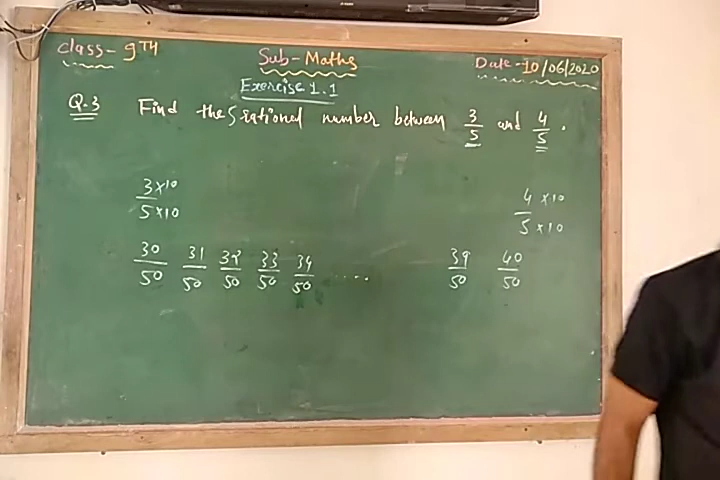 Class- 9TH Sub- Maths Date- 10/06/2020
Exercise 1.1
Q.3 Find the 5 rational number between 3/5 and 4/5.
3×10/5×10 4×10/5×10
30/50 31/50 32/50 33/50 34/50 .... 39/50 40/50